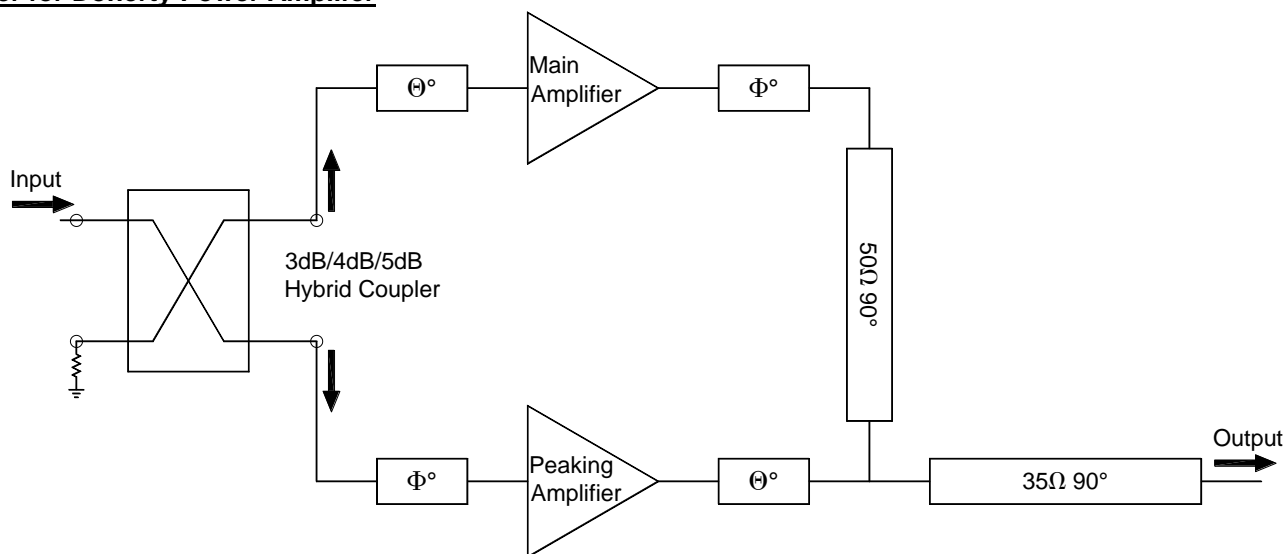 Θ°
Main
Amplifier
Φ°
Input
3dB/4dB/5dB
Hybrid Coupler
50Ω 90°
Φ°
Peaking
Amplifier
Θ°
35Ω 90°
Output